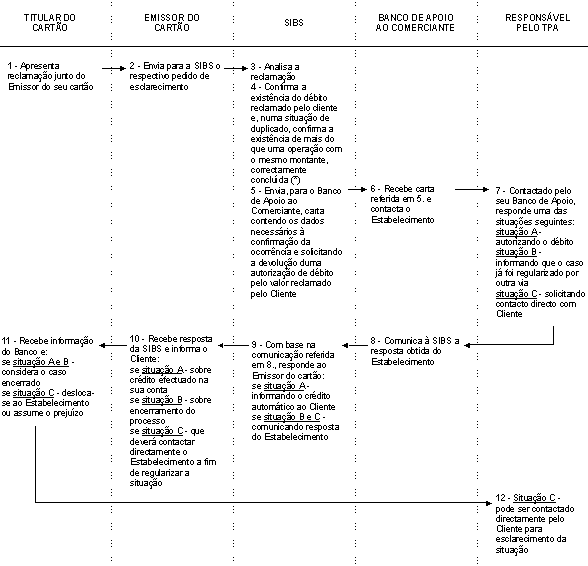 TITULAR DO
CARTÃO
EMISSOR DO
CARTÃO
SIBS
BANCO DE APOIO
AO COMERCIANTE
RESPONSÁVEL
PELO TPA
1 - Apresenta
reclamação junto do
Emissor do seu cartão
2 - Envia para a SIBS o
respectivo pedido de
esclarecimento
3 - Analisa a
reclamação
4 - Confirma a
existência do débito
reclamado pelo cliente
e, numa situação de
duplicado, confirma a
existência de mais do
que uma operação com
o mesmo montante,
correctamente
concluída (*)
5 - Envia, para o Banco
de Apoio ao
Comerciante, carta
contendo os dados
necessários à
confirmação da
ocorrência e solicitando
a devolução duma
autorização de débito
pelo valor reclamado
pelo Cliente
6 - Recebe carta
referida em 5. e
contacta o
Estabelecimento
7 - Contactado pelo
seu Banco de Apoio,
responde uma das
situações seguintes:
situação A -
autorizando o débito
situação B -
informando que o caso
já foi regularizado por
outra via
situação C - solicitando
contacto directo com
Cliente
8 - Comunica à SIBS a
resposta obtida do
Estabelecimento
9 - Com base na
comunicação referida
em 8., responde ao
Emissor do cartão:
se situação A -
informando o crédito
automático ao Cliente
se situação B e C -
comunicando resposta
do Estabelecimento
10 - Recebe resposta
da SIBS e informa o
Cliente:
se situação A - sobre
crédito efectuado na
sua conta
se situação B - sobre
encerramento do
processo
se situação C - que
deverá contactar
directamente o
Estabelecimento a fim
de regularizar a
situação
11 - Recebe informação
do Banco e:
se situação A e B -
considera o caso
encerrado
se situação C - desloca-
se ao Estabelecimento
ou assume o prejuízo
12 - Situação C -
pode ser contactado
directamente pelo
Cliente para
esclarecimento da
situação